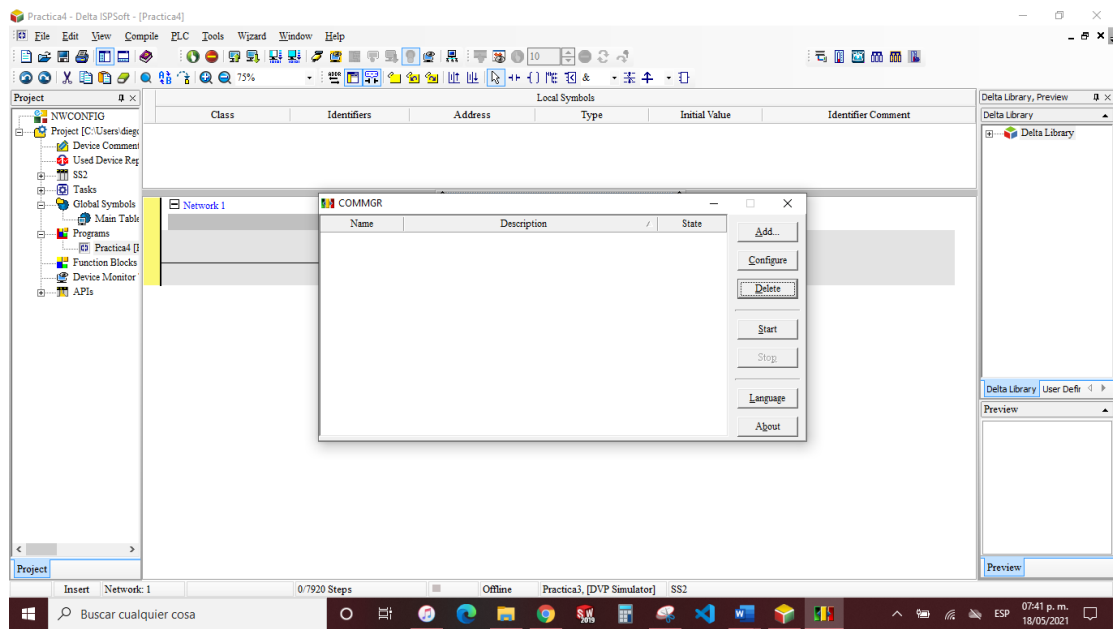 Practica4 - Delta ISPSoft - [Practica4]
File Edit View Compile PLC Tools Wizard Window Help
10
75%
Project
NWCONFIG
Project [C:\Users\diego
Device Comment
Used Device Rep
SS2
Tasks
Global Symbols
Main Table
Programs
Practica4 [P
Function Blocks
Device Monitor
APIs
Project
Local Symbols
Class Identifiers Address Type Initial Value Identifier Comment
Network 1
COMMGR
Name Description State
Add...
Configure
Delete
Start
Stop
Language
About
Delta Library, Preview
Delta Library
Delta Library
Delta Library User Defir
Preview
Preview
Insert Network: 1 0/7920 Steps Offline Practica3, [DVP Simulator] SS2
Buscar cualquier cosa
SW
2019
ESP
07:41 p. m.
18/05/2021